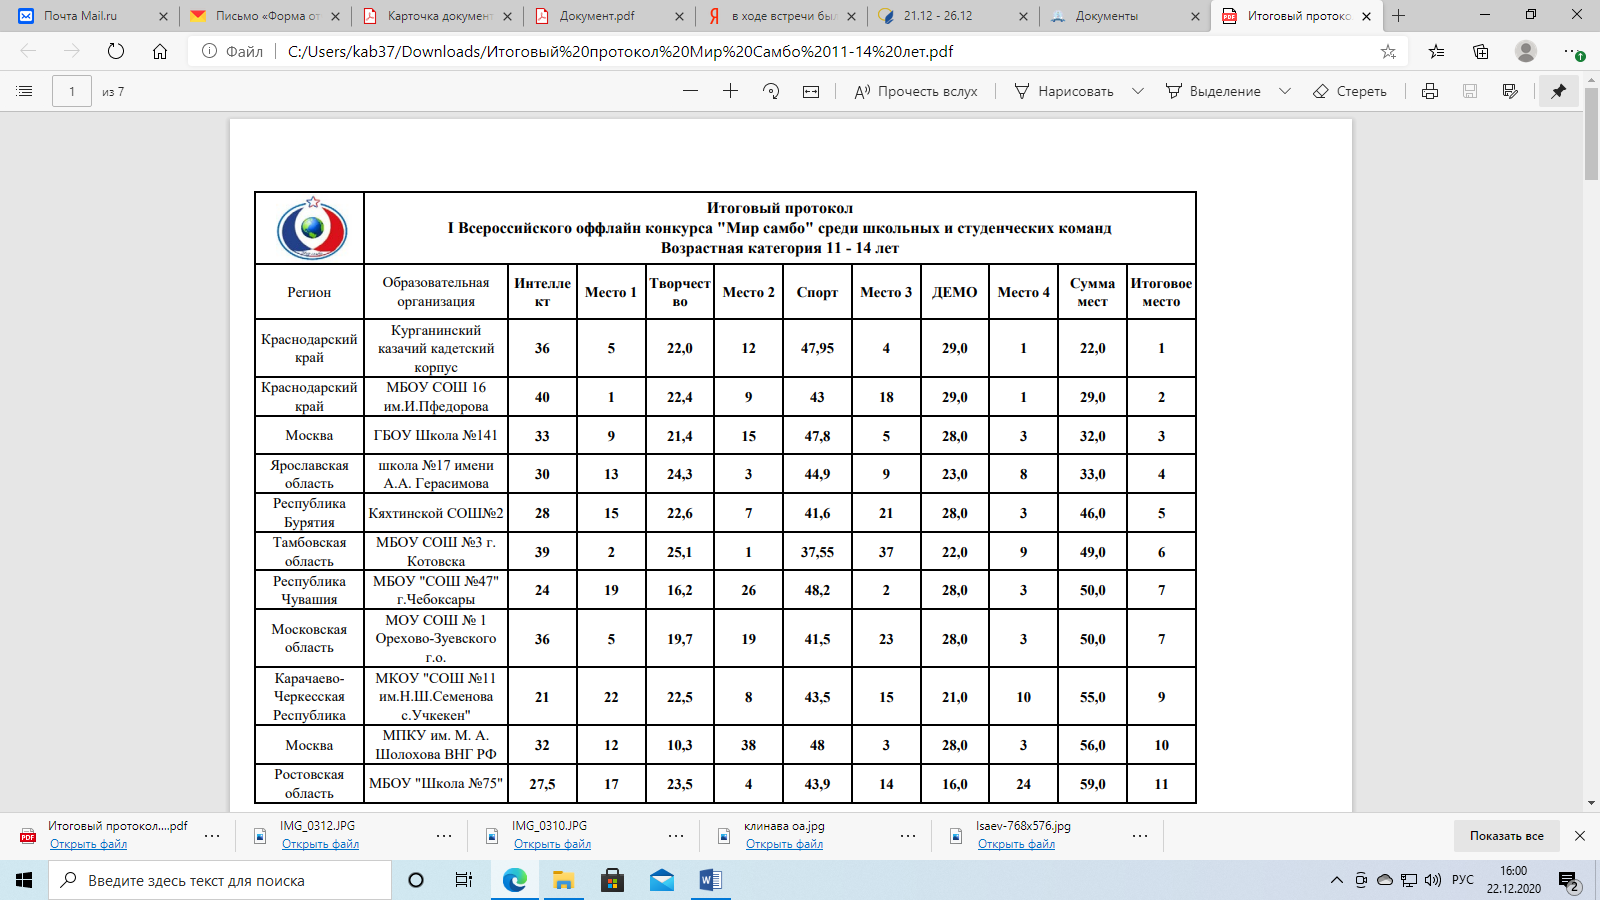 Почта Mail.ru
Письмо «Форма от
Карточка документ
Документ.pdf
в ходе встречи был
21.12 - 26.12
Документы
Итоговый протоко
Файл C:/Users/kab37/Downloads/Итоговый%20протокол%20Мир%20Самбо%2011-14%20лет.pdf
1 из 7 Прочесть вслух Нарисовать Выделение Стереть
Итоговый протокол
I Всероссийского оффлайн конкурса "Мир самбо" среди школьных и студенческих команд
Возрастная категория 11 - 14 лет
Регион Образовательная организация Интеллект Место 1 Творчество Место 2 Спорт Место 3 ДЕМО Место 4 Сумма мест Итоговое место
Краснодарский край Курганинский казачий кадетский корпус 36 5 22,0 12 47,95 4 29,0 1 22,0 1
Краснодарский край МБОУ СОШ 16 им.И.Пфедорова 40 1 22,4 9 43 18 29,0 1 29,0 2
Москва ГБОУ Школа №141 33 9 21,4 15 47,8 5 28,0 3 32,0 3
Ярославская область школа №17 имени А.А. Герасимова 30 13 24,3 3 44,9 9 23,0 8 33,0 4
Республика Бурятия Кяхтинской СОШ№2 28 15 22,6 7 41,6 21 28,0 3 46,0 5
Тамбовская область МБОУ СОШ №3 г. Котовска 39 2 25,1 1 37,55 37 22,0 9 49,0 6
Республика Чувашия МБОУ "СОШ №47" г.Чебоксары 24 19 16,2 26 48,2 2 28,0 3 50,0 7
Московская область МОУ СОШ № 1 Орехово-Зуевского г.о. 36 5 19,7 19 41,5 23 28,0 3 50,0 7
Карачаево-Черкесская Республика МКОУ "СОШ №11 им.Н.Ш.Семенова с.Учкекен" 21 22 22,5 8 43,5 15 21,0 10 55,0 9
Москва МПКУ им. М. А. Шолохова ВНГ РФ 32 12 10,3 38 48 3 28,0 3 56,0 10
Ростовская область МБОУ "Школа №75" 27,5 17 23,5 4 43,9 14 16,0 24 59,0 11
Итоговый протокол....pdf
Открыть файл
IMG_0312.JPG
Открыть файл
IMG_0310.JPG
Открыть файл
клинава оа.jpg
Открыть файл
Isaev-768x576.jpg
Открыть файл
Показать все
Введите здесь текст для поиска
РУС
16:00
22.12.2020
2